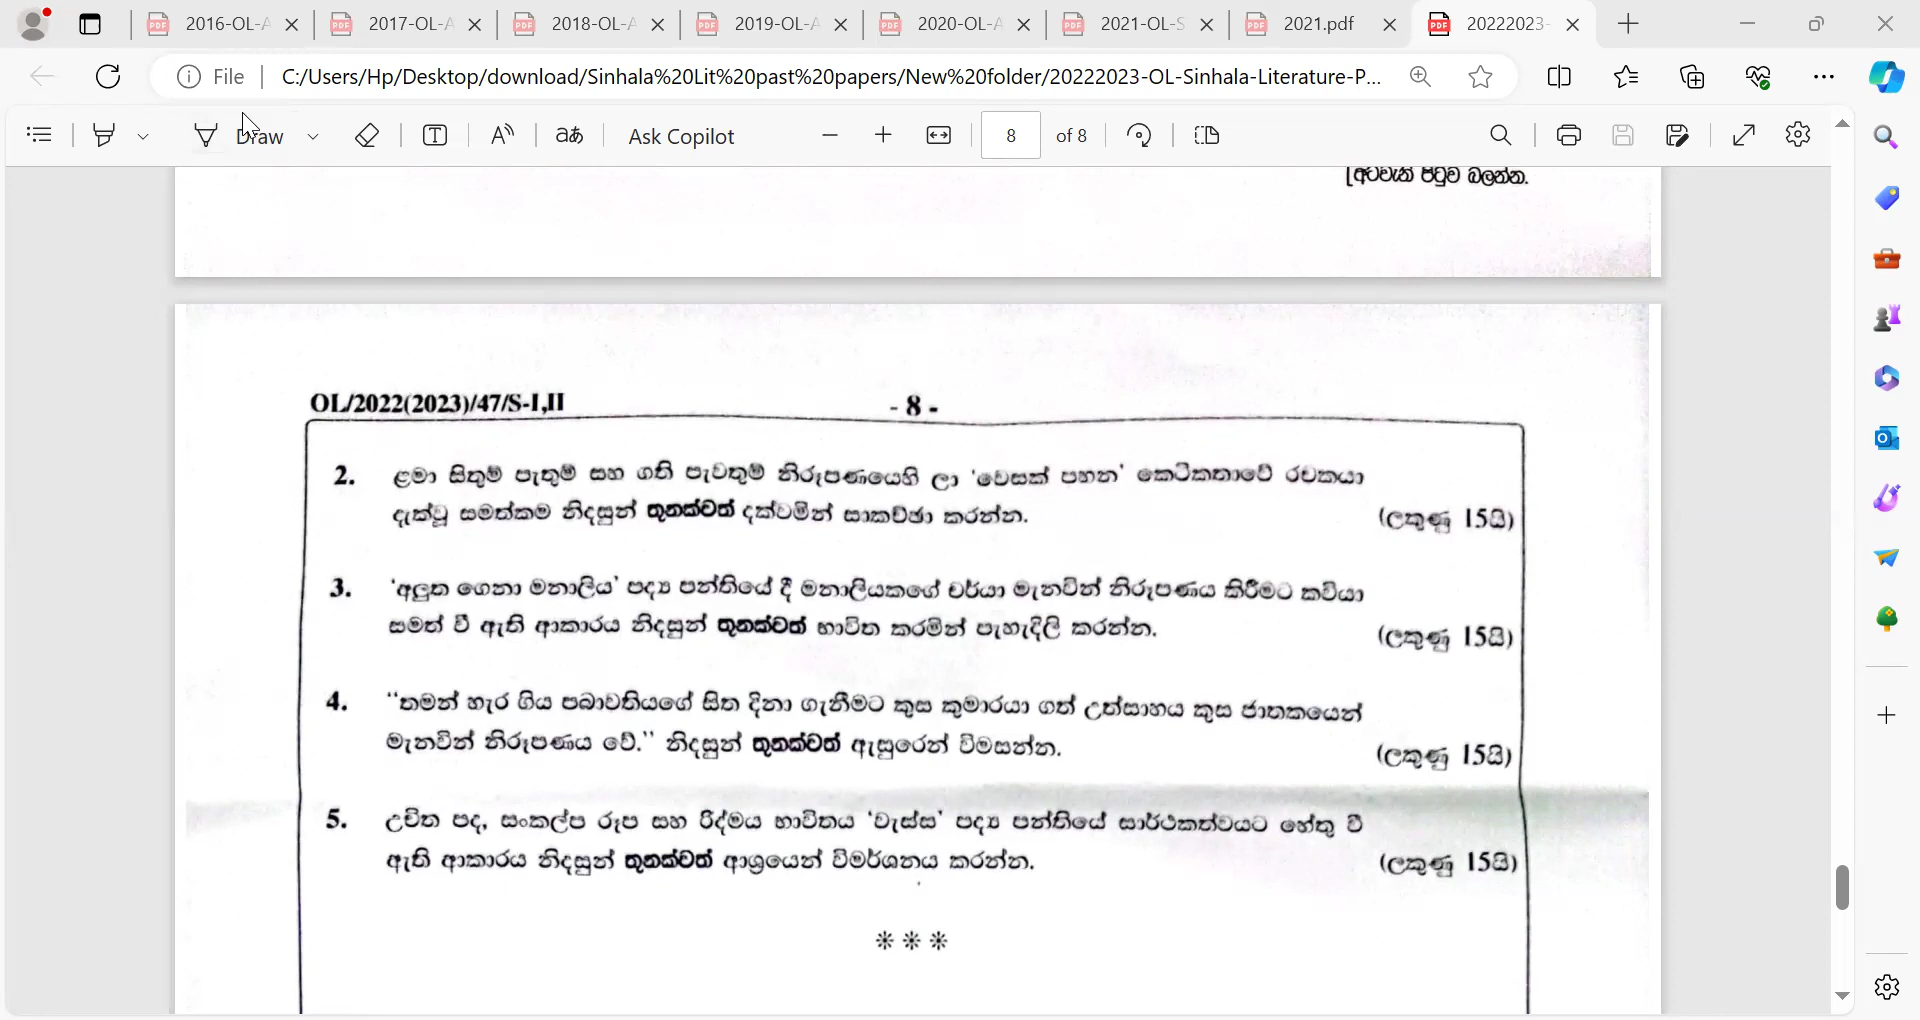 2016-OL-A
2017-OL-A
2018-OL-A
2019-OL-A
2020-OL-A
2021-OL-S
2021.pdf
20222023-
File
C:/Users/Hp/Desktop/download/Sinhala%20Lit%20past%20papers/New%20folder/20222023-OL-Sinhala-Literature-P...
Draw
aあ
Ask Copilot
8
of 8
[අටවැනි පිටුව බලන්න.
OL/2022(2023)/47/S-I,II
- 8 -
2. ළමා සිතුම් පැතුම් සහ ගති පැවතුම් නිරූපණයෙහි ලා 'වෙසක් පහන' කෙටිකතාවේ රචකයා
දැක්වූ සමත්කම නිදසුන් තුනක්වත් දක්වමින් සාකච්ඡා කරන්න. (ලකුණු 15යි)
3. 'අලුත ගෙනා මනාලිය' පද්‍ය පන්තියේ දී මනාලියකගේ චර්යා මැනවින් නිරූපණය කිරීමට කවියා
සමත් වී ඇති ආකාරය නිදසුන් තුනක්වත් භාවිත කරමින් පැහැදිලි කරන්න. (ලකුණු 15යි)
4. “තමන් හැර ගිය පබාවතියගේ සිත දිනා ගැනීමට කුස කුමාරයා ගත් උත්සාහය කුස ජාතකයෙන්
මැනවින් නිරූපණය වේ.” නිදසුන් තුනක්වත් ඇසුරෙන් විමසන්න. (ලකුණු 15යි)
5. උචිත පද, සංකල්ප රූප සහ රිද්මය භාවිතය 'වැස්ස' පද්‍ය පන්තියේ සාර්ථකත්වයට හේතු වී
ඇති ආකාරය නිදසුන් තුනක්වත් ආශ්‍රයෙන් විමර්ශනය කරන්න. (ලකුණු 15යි)
* * *